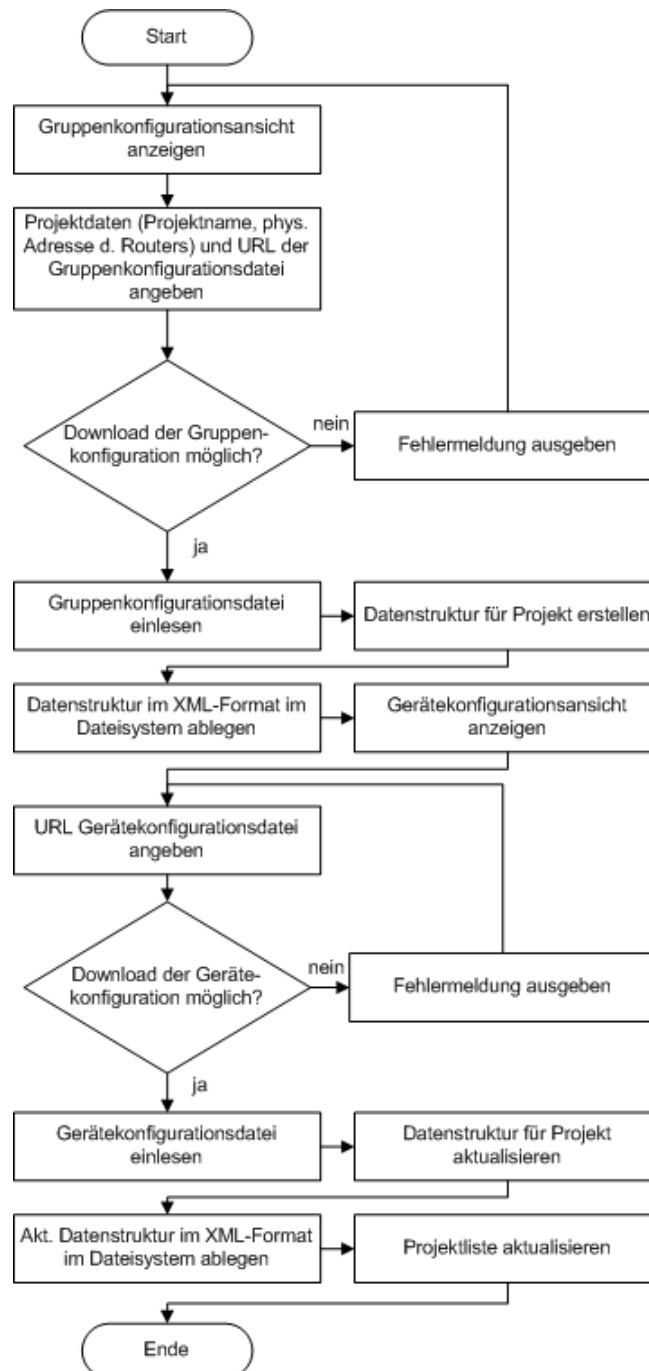 Start
Gruppenkonfigurationsansicht
anzeigen
Projektdaten (Projektname, phys.
Adresse d. Routers) und URL der
Gruppenkonfigurationsdatei
angeben
Download der Gruppen-
konfiguration möglich?
nein
Fehlermeldung ausgeben
ja
Gruppenkonfigurationsdatei
einlesen
Datenstruktur für Projekt erstellen
Datenstruktur im XML-Format im
Dateisystem ablegen
Gerätekonfigurationsansicht
anzeigen
URL Gerätekonfigurationsdatei
angeben
Download der Geräte-
konfiguration möglich?
nein
Fehlermeldung ausgeben
ja
Gerätekonfigurationsdatei
einlesen
Datenstruktur für Projekt
aktualisieren
Akt. Datenstruktur im XML-Format
im Dateisystem ablegen
Projektliste aktualisieren
Ende